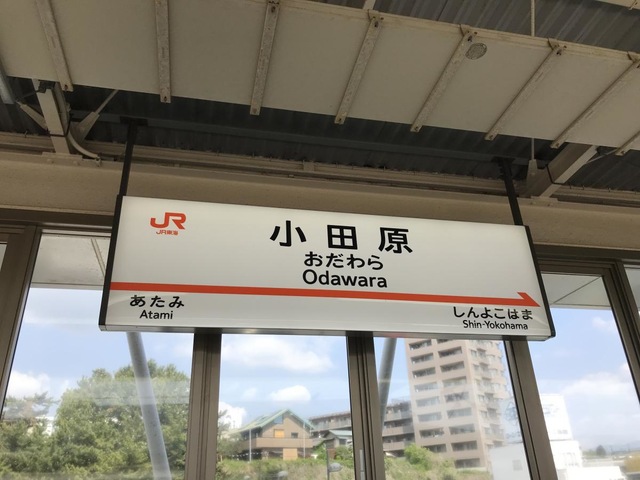 JR
JR東海
小田原
おだわら
Odawara
あたみ
Atami
しんよこはま
Shin-Yokohama